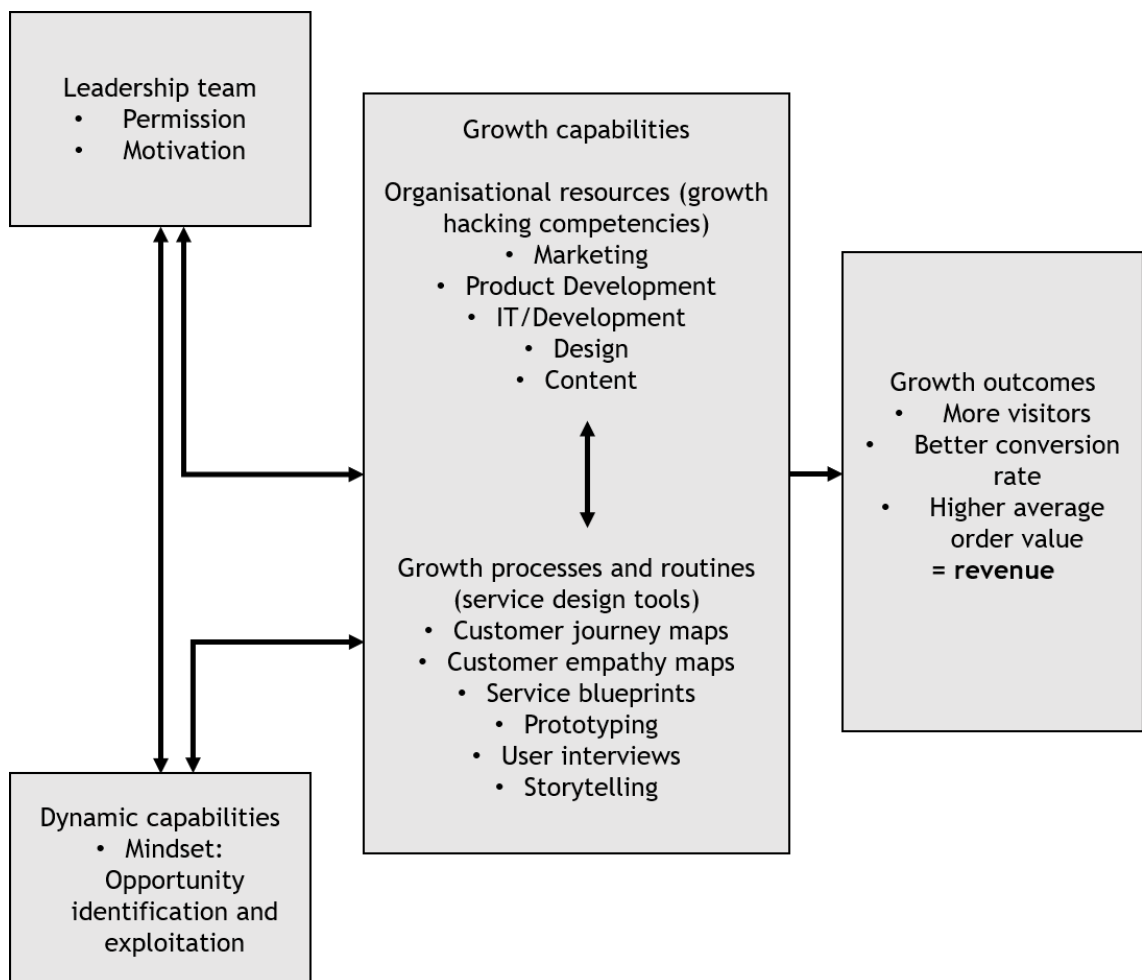 Leadership team
• Permission
• Motivation
Growth capabilities
Organisational resources (growth
hacking competencies)
• Marketing
• Product Development
• IT/Development
• Design
• Content
Growth processes and routines
(service design tools)
• Customer journey maps
• Customer empathy maps
• Service blueprints
• Prototyping
• User interviews
• Storytelling
Growth outcomes
• More visitors
• Better conversion
rate
• Higher average
order value
= revenue
Dynamic capabilities
• Mindset:
Opportunity
identification and
exploitation